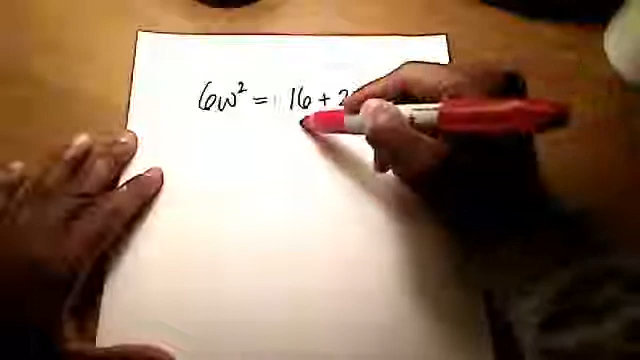 6w² = 16 + 2